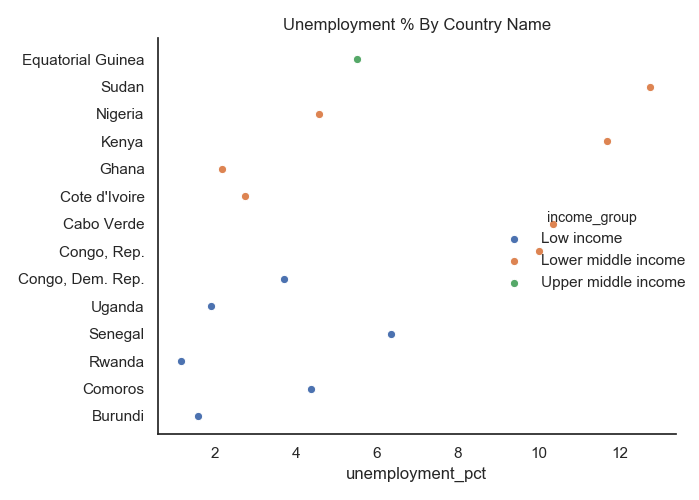 Unemployment % By Country Name
Equatorial Guinea
Sudan
Nigeria
Kenya
Ghana
Cote d'Ivoire
Cabo Verde
Congo, Rep.
Congo, Dem. Rep.
Uganda
Senegal
Rwanda
Comoros
Burundi
income_group
Low income
Lower middle income
Upper middle income
2 4 6 8 10 12
unemployment_pct